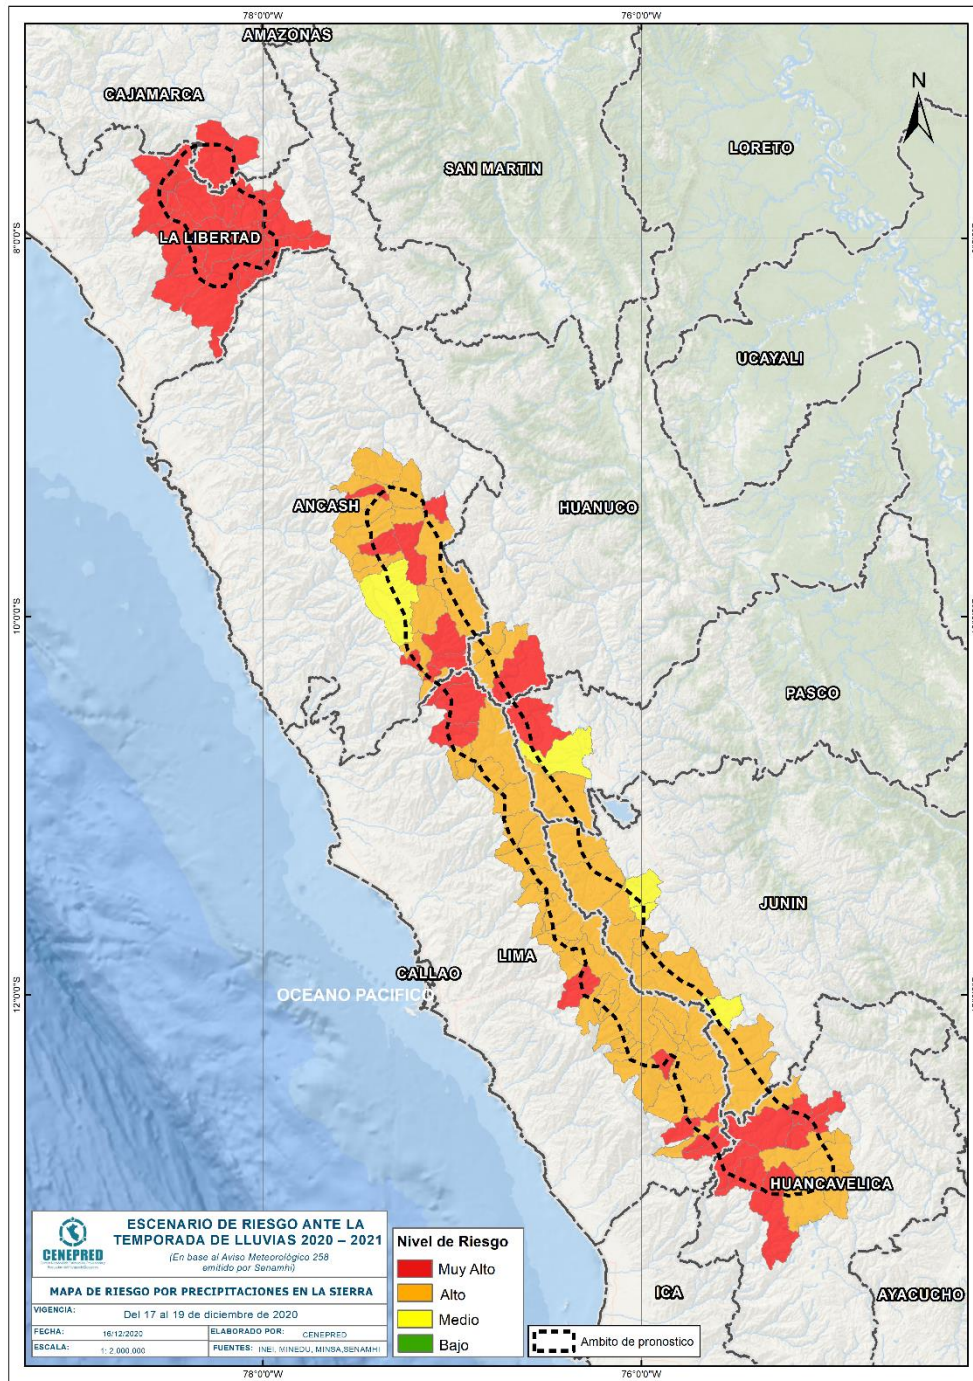 78°0'0"W
76°0'0"W
AMAZONAS
CAJAMARCA
N
LORETO
SAN MARTIN
LA LIBERTAD
8°0'0"S
UCAYALI
ANCASH
HUANUCO
10°0'0"S
PASCO
JUNIN
LIMA
CALLAO
OCEANO PACIFICO
12°0'0"S
HUANCAVELICA
ICA
AYACUCHO
CENEPRED
ESCENARIO DE RIESGO ANTE LA
TEMPORADA DE LLUVIAS 2020 – 2021
(En base al Aviso Meteorológico 258
emitido por Senamhi)
MAPA DE RIESGO POR PRECIPITACIONES EN LA SIERRA
VIGENCIA:
Del 17 al 19 de diciembre de 2020
FECHA: 16/12/2020
ELABORADO POR: CENEPRED
ESCALA: 1: 2,000,000
FUENTES: INEI, MINEDU, MINSA,SENAMHI
Nivel de Riesgo
Muy Alto
Alto
Medio
Bajo
Ambito de pronostico
78°0'0"W
76°0'0"W